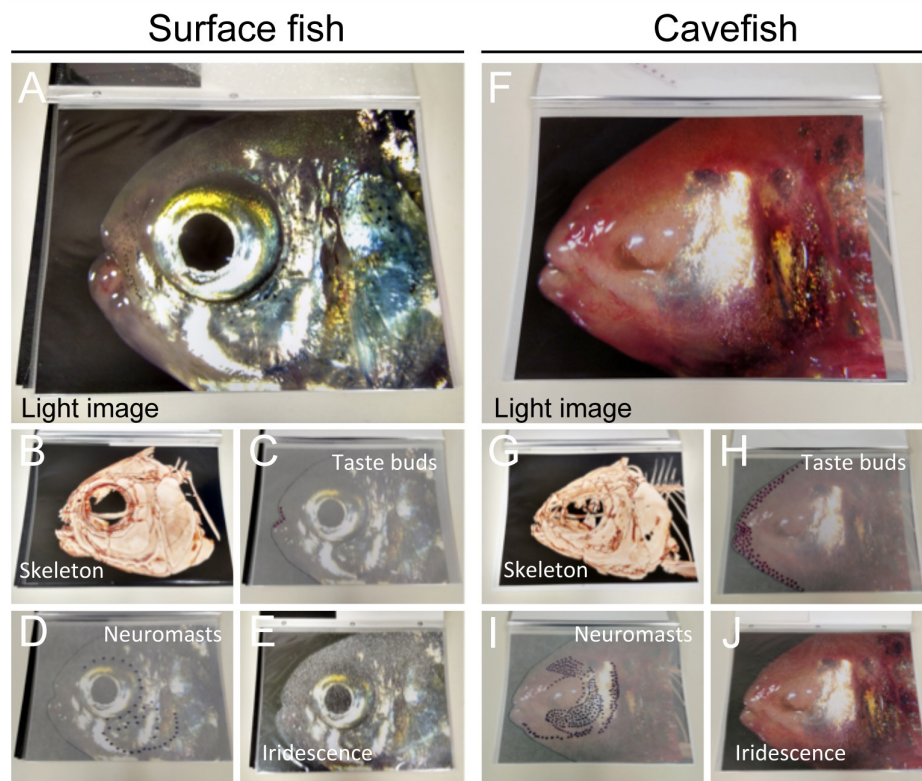 Surface fish
Cavefish
A
Light image
F
Light image
B
Skeleton
C
Taste buds
G
Skeleton
H
Taste buds
D
Neuromasts
E
Iridescence
I
Neuromasts
J
Iridescence